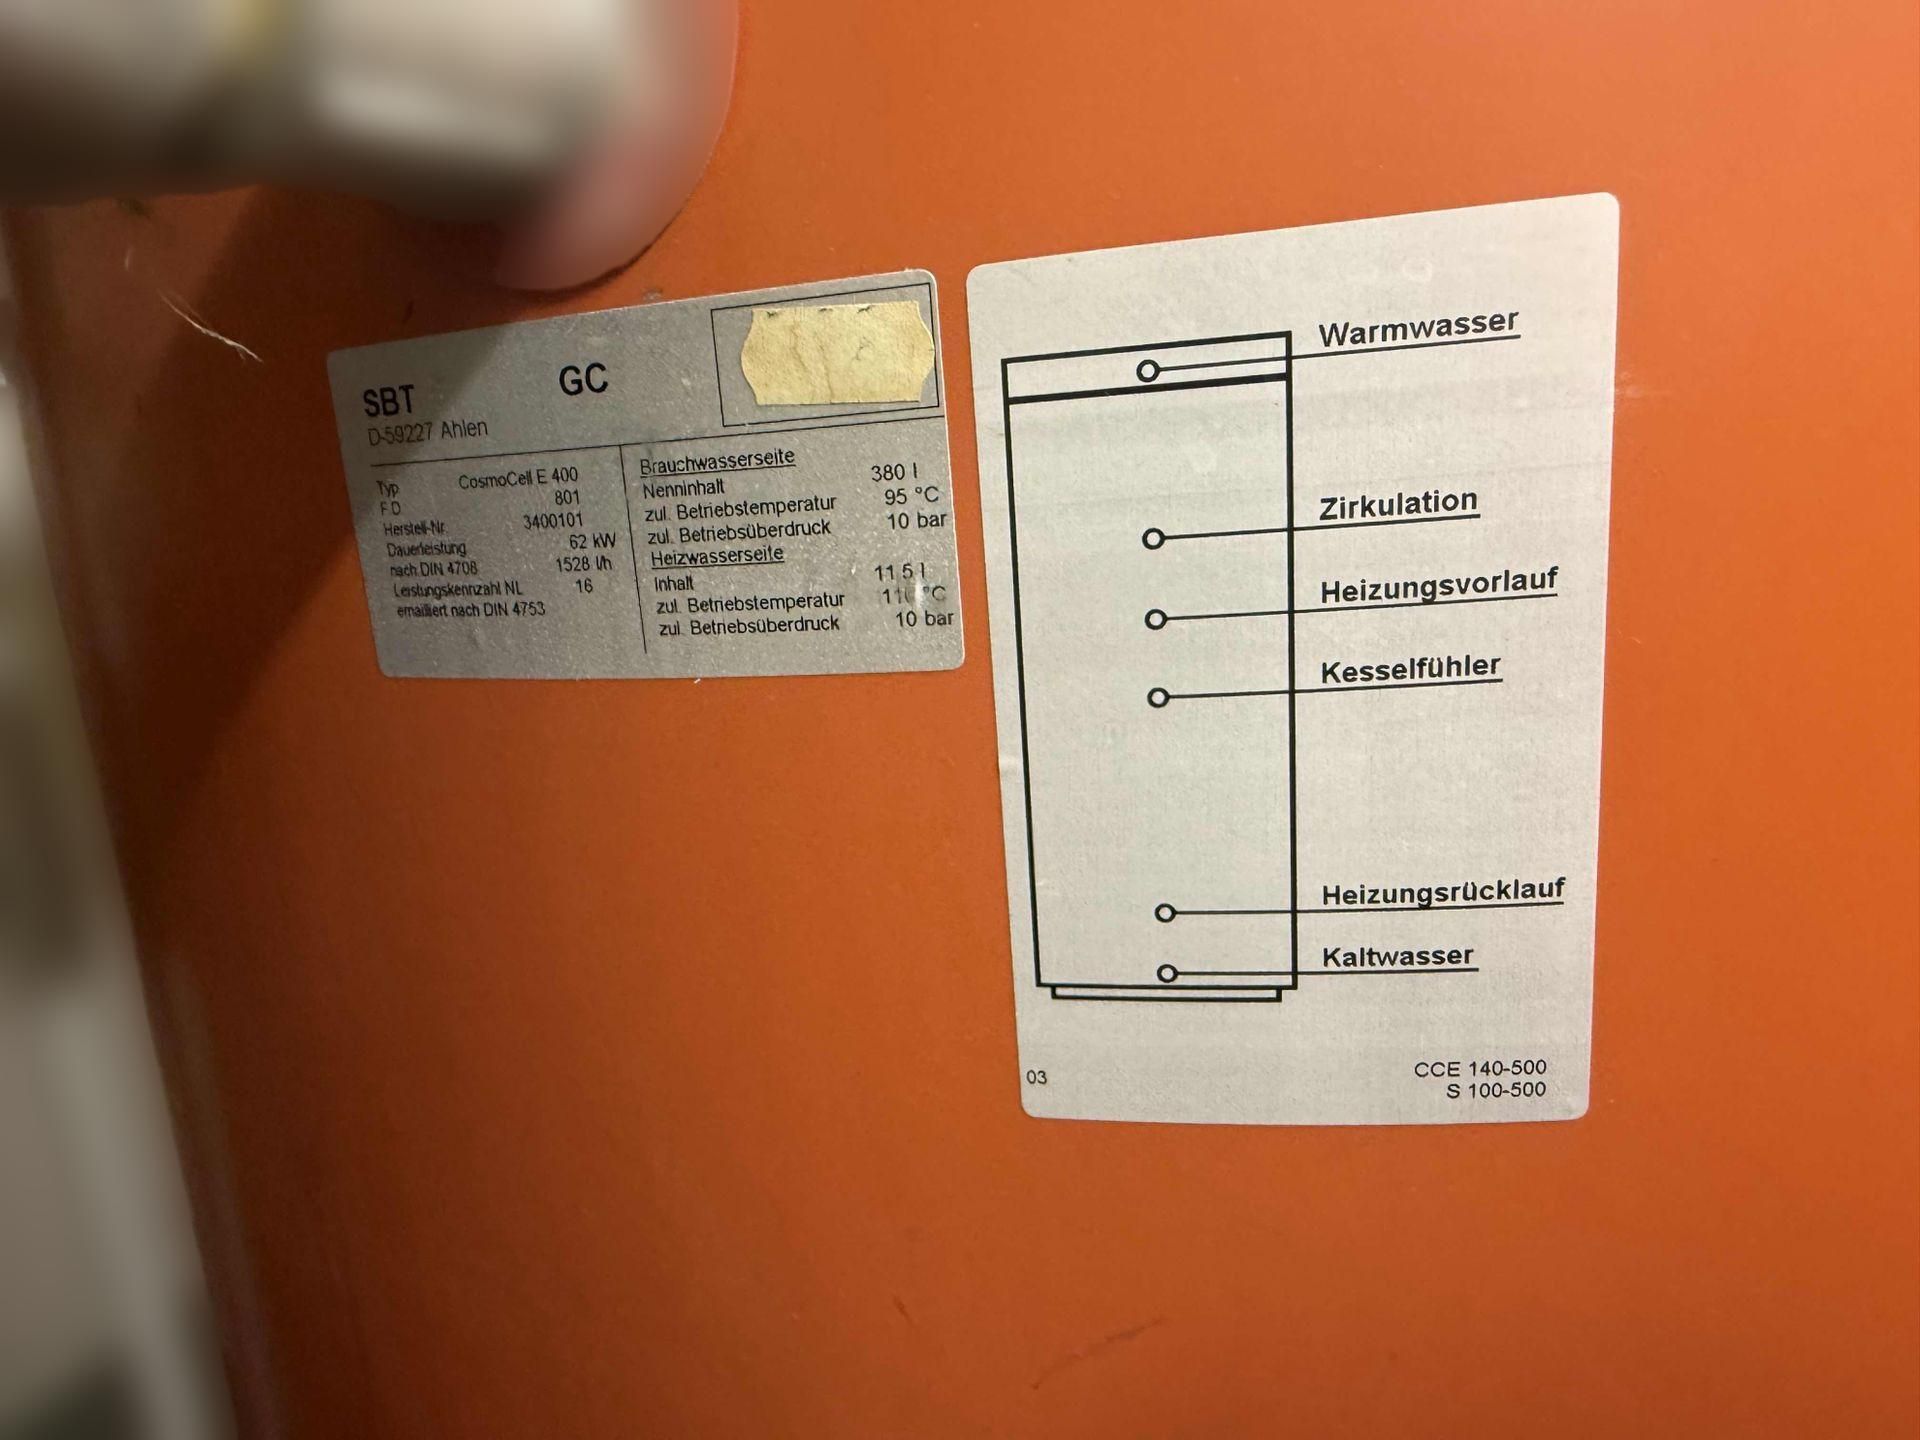 SBT GC
D-59227 Ahlen
Typ CosmoCell E 400
F D 801
Herstell-Nr. 3400101
Dauerleistung 62 kW
nach DIN 4708 1528 l/h
Leistungskennzahl NL 16
emailliert nach DIN 4753
Brauchwasserseite
Nenninhalt 380 l
zul. Betriebstemperatur 95 °C
zul. Betriebsüberdruck 10 bar
Heizwasserseite
Inhalt 11,5 l
zul. Betriebstemperatur 110 °C
zul. Betriebsüberdruck 10 bar
Warmwasser
Zirkulation
Heizungsvorlauf
Kesselfühler
Heizungsrücklauf
Kaltwasser
03
CCE 140-500
S 100-500